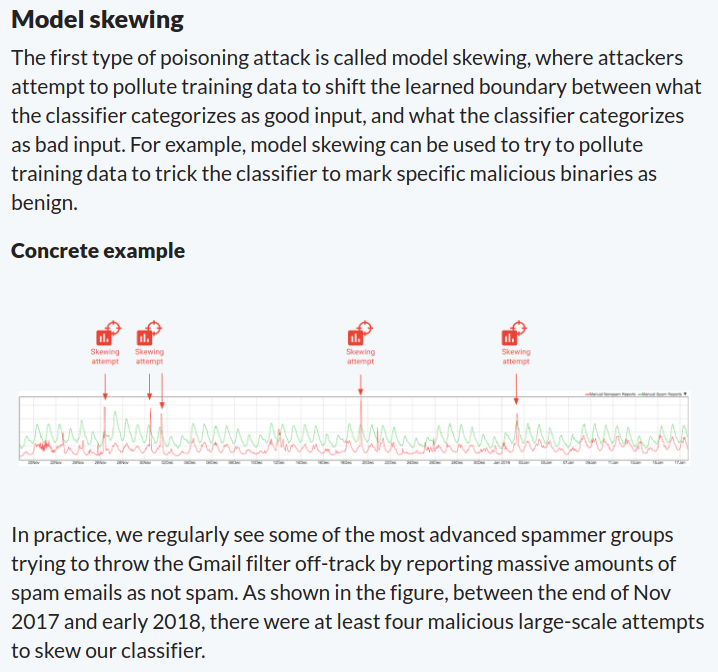 Model skewing
The first type of poisoning attack is called model skewing, where attackers
attempt to pollute training data to shift the learned boundary between what
the classifier categorizes as good input, and what the classifier categorizes
as bad input. For example, model skewing can be used to try to pollute
training data to trick the classifier to mark specific malicious binaries as
benign.
Concrete example
Skewing attempt
Skewing attempt
Skewing attempt
Skewing attempt
Manual Spam Reports
In practice, we regularly see some of the most advanced spammer groups
trying to throw the Gmail filter off-track by reporting massive amounts of
spam emails as not spam. As shown in the figure, between the end of Nov
2017 and early 2018, there were at least four malicious large-scale attempts
to skew our classifier.